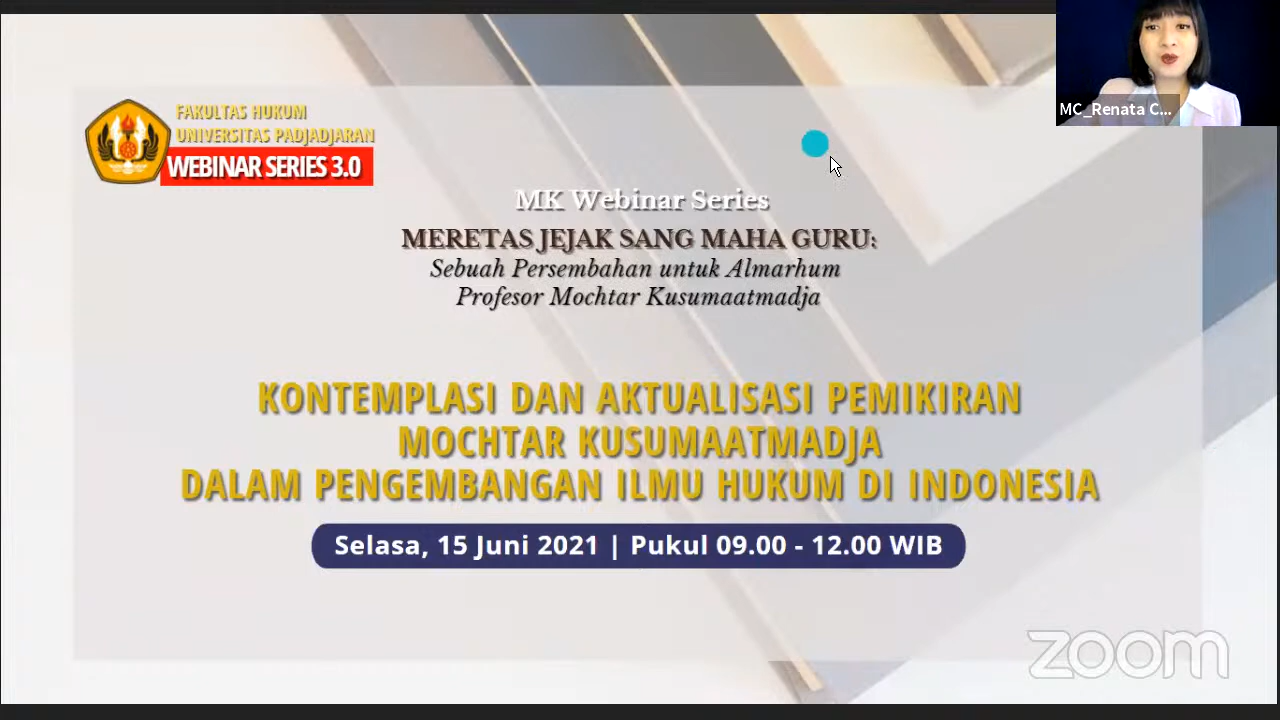 FAKULTAS HUKUM
UNIVERSITAS PADJADJARAN
WEBINAR SERIES 3.0
MC_Renata C...
MK Webinar Series
MERETAS JEJAK SANG MAHA GURU:
Sebuah Persembahan untuk Almarhum
Profesor Mochtar Kusumaatmadja
KONTEMPLASI DAN AKTUALISASI PEMIKIRAN
MOCHTAR KUSUMAATMADJA
DALAM PENGEMBANGAN ILMU HUKUM DI INDONESIA
Selasa, 15 Juni 2021 | Pukul 09.00 - 12.00 WIB
zoom